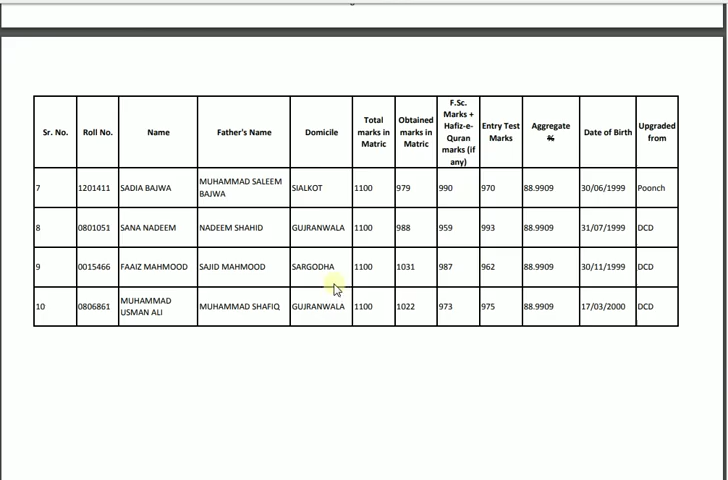 Sr. No. Roll No. Name Father's Name Domicile Total marks in Matric Obtained marks in Matric F.Sc. Marks + Hafiz-e-Quran marks (if any) Entry Test Marks Aggregate % Date of Birth Upgraded from
7 1201411 SADIA BAJWA MUHAMMAD SALEEM BAJWA SIALKOT 1100 979 990 970 88.9909 30/06/1999 Poonch
8 0801051 SANA NADEEM NADEEM SHAHID GUJRANWALA 1100 988 959 993 88.9909 31/07/1999 DCD
9 0015466 FAAIZ MAHMOOD SAJID MAHMOOD SARGODHA 1100 1031 987 962 88.9909 30/11/1999 DCD
10 0806861 MUHAMMAD USMAN ALI MUHAMMAD SHAFIQ GUJRANWALA 1100 1022 973 975 88.9909 17/03/2000 DCD